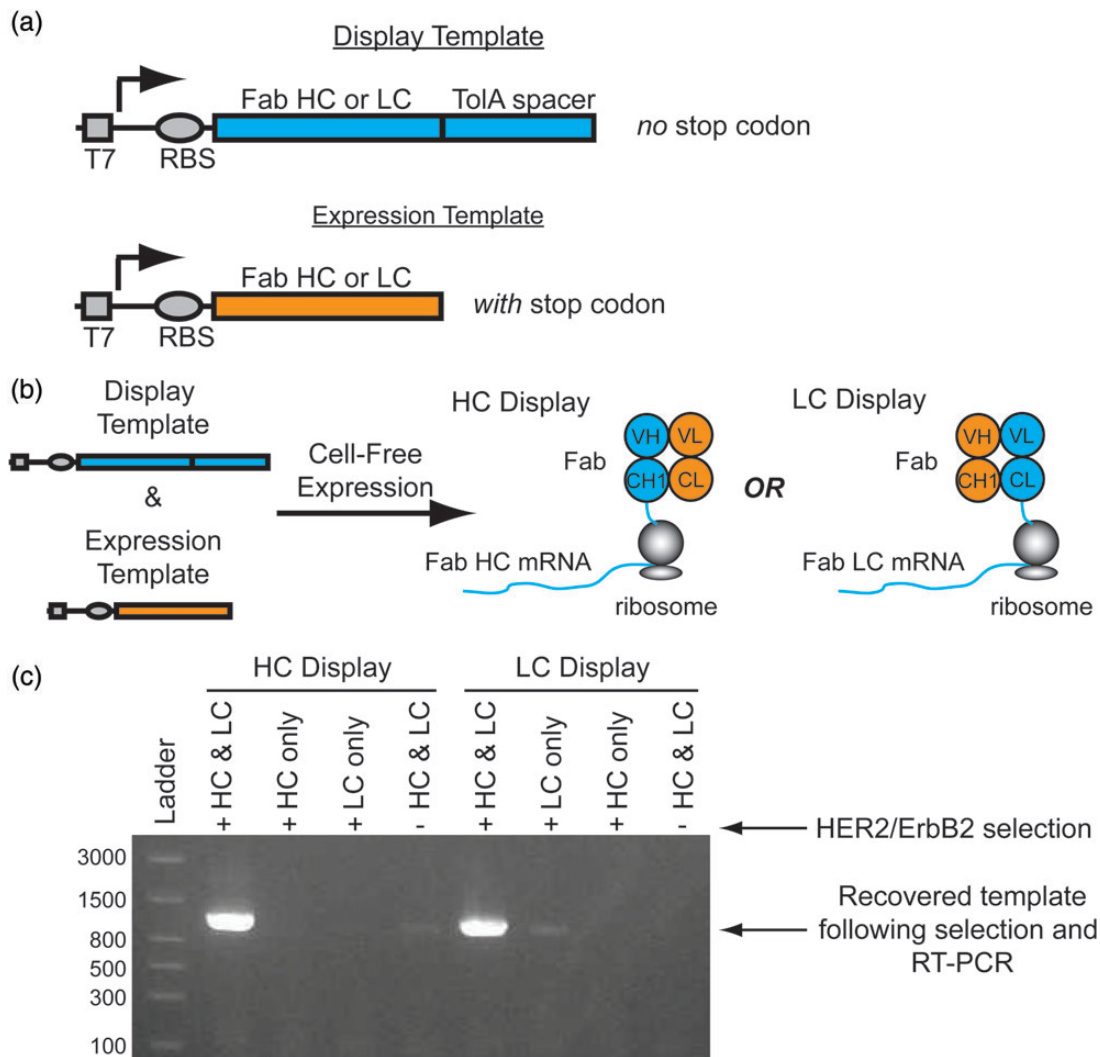 (a)
Display Template
Fab HC or LC
TolA spacer
no stop codon
T7
RBS
Expression Template
Fab HC or LC
with stop codon
T7
RBS
(b)
Display
Template
&
Expression
Template
Cell-Free
Expression
HC Display
Fab
VH
VL
CH1
CL
Fab HC mRNA
ribosome
OR
LC Display
Fab
VH
VL
CH1
CL
Fab LC mRNA
ribosome
(c)
HC Display
LC Display
Ladder
+ HC & LC
+ HC only
+ LC only
- HC & LC
+ HC & LC
+ LC only
+ HC only
- HC & LC
HER2/ErbB2 selection
Recovered template
following selection and
RT-PCR
3000
1500
800
500
300
100